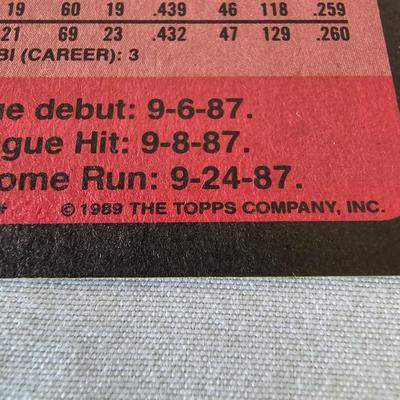 19 60 19 .439 46 118 .259
21 69 23 .432 47 129 .260
BI (CAREER): 3
ue debut: 9-6-87.
gue Hit: 9-8-87.
ome Run: 9-24-87.
* © 1989 THE TOPPS COMPANY, INC.